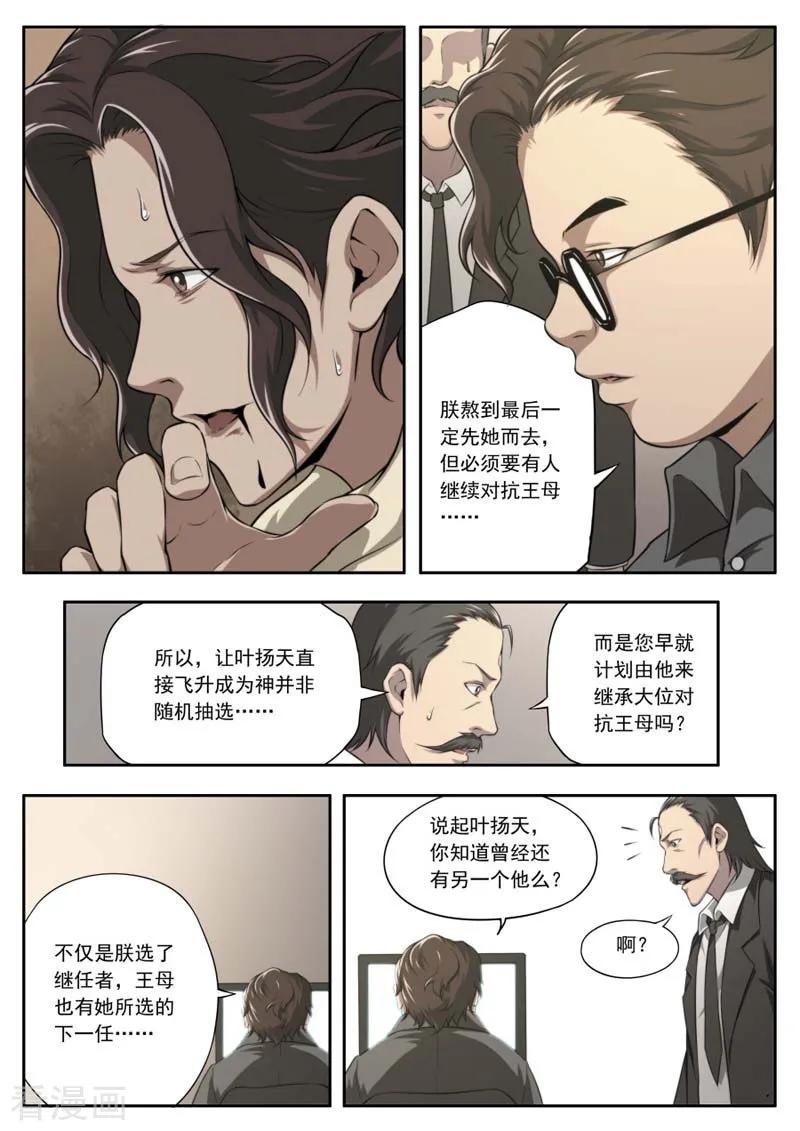 朕熬到最后一
定先她而去，
但必须要有人
继续对抗王母
……
所以，让叶扬天直
接飞升成为神并非
随机抽选……
而是您早就
计划由他来
继承大位对
抗王母吗？
不仅是朕选了
继任者，王母
也有她所选的
下一任……
说起叶扬天，
你知道曾经还
有另一个他么？
啊？
看漫画